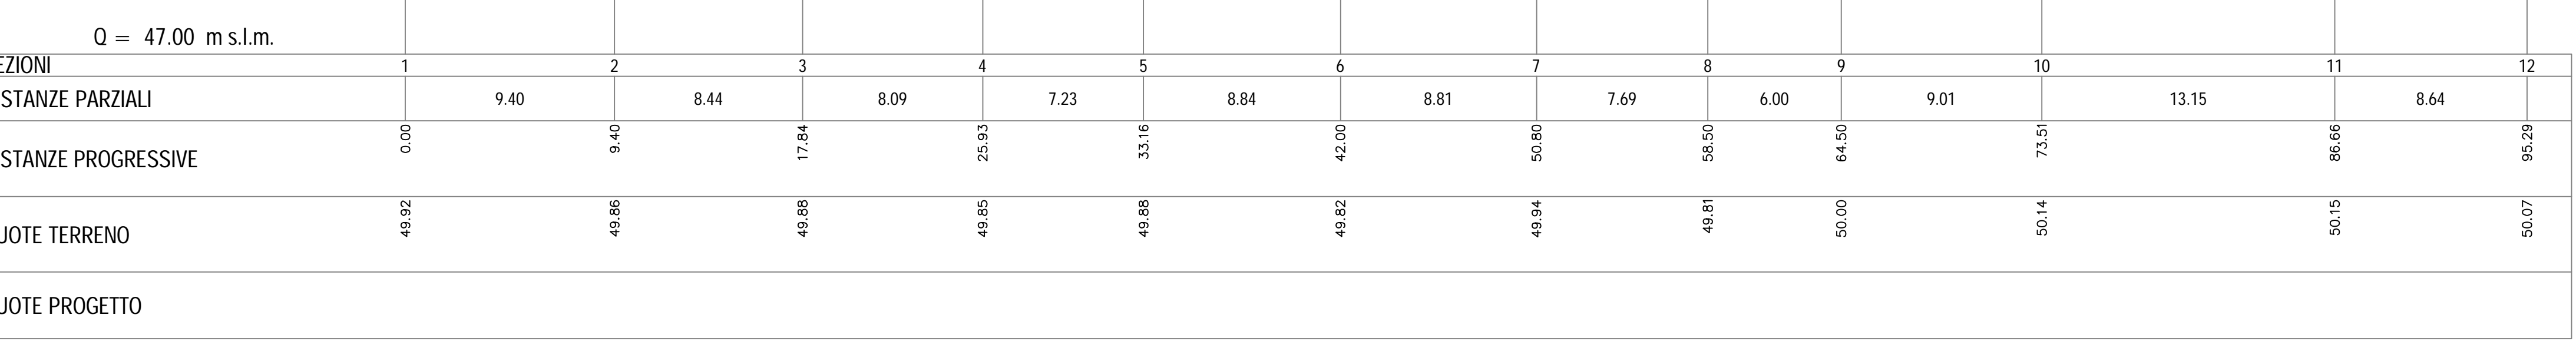 Q = 47.00 m s.l.m.
EZIONI 1 2 3 4 5 6 7 8 9 10 11 12
STANZE PARZIALI 9.40 8.44 8.09 7.23 8.84 8.81 7.69 6.00 9.01 13.15 8.64
STANZE PROGRESSIVE 0.00 9.40 17.84 25.93 33.16 42.00 50.80 58.50 64.50 73.51 86.66 95.29
UOTE TERRENO 49.92 49.86 49.88 49.85 49.88 49.82 49.94 49.81 50.00 50.14 50.15 50.07
UOTE PROGETTO